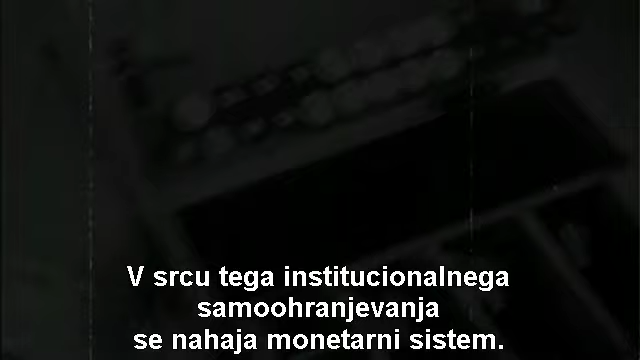 V srcu tega institucionalnega
samoohranjevanja
se nahaja monetarni sistem.